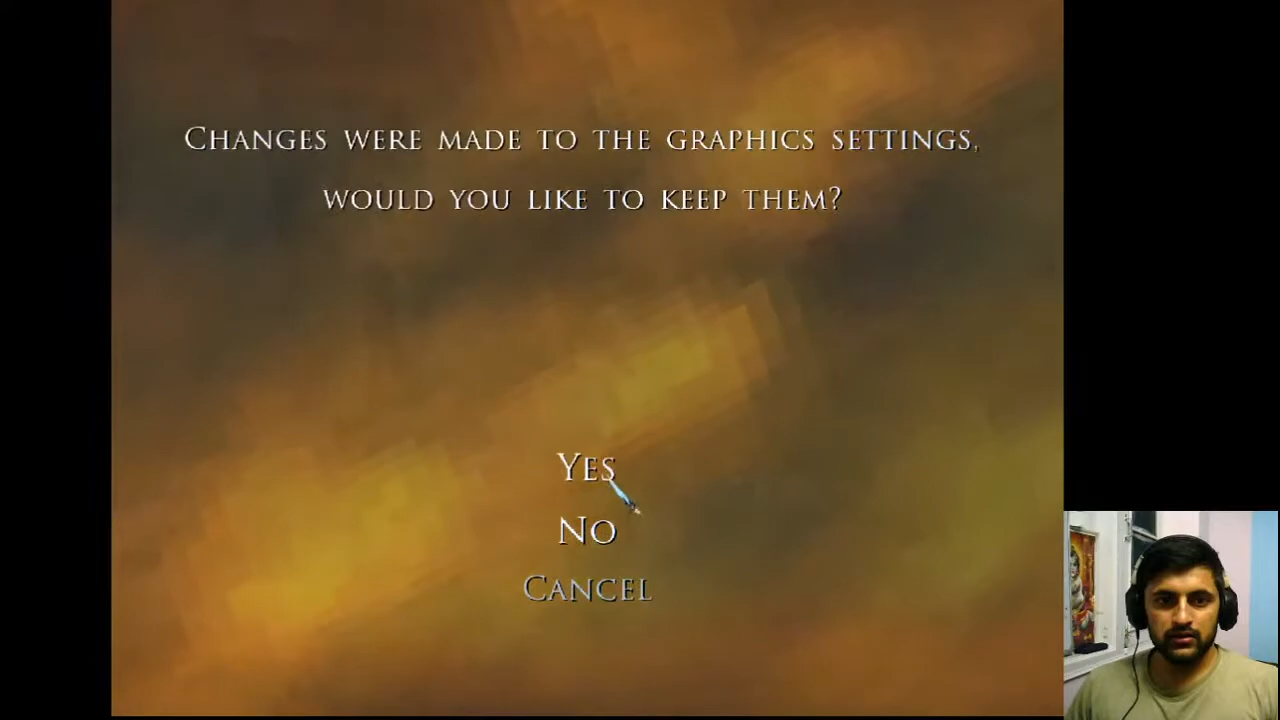 Changes were made to the graphics settings,
would you like to keep them?
Yes
No
Cancel